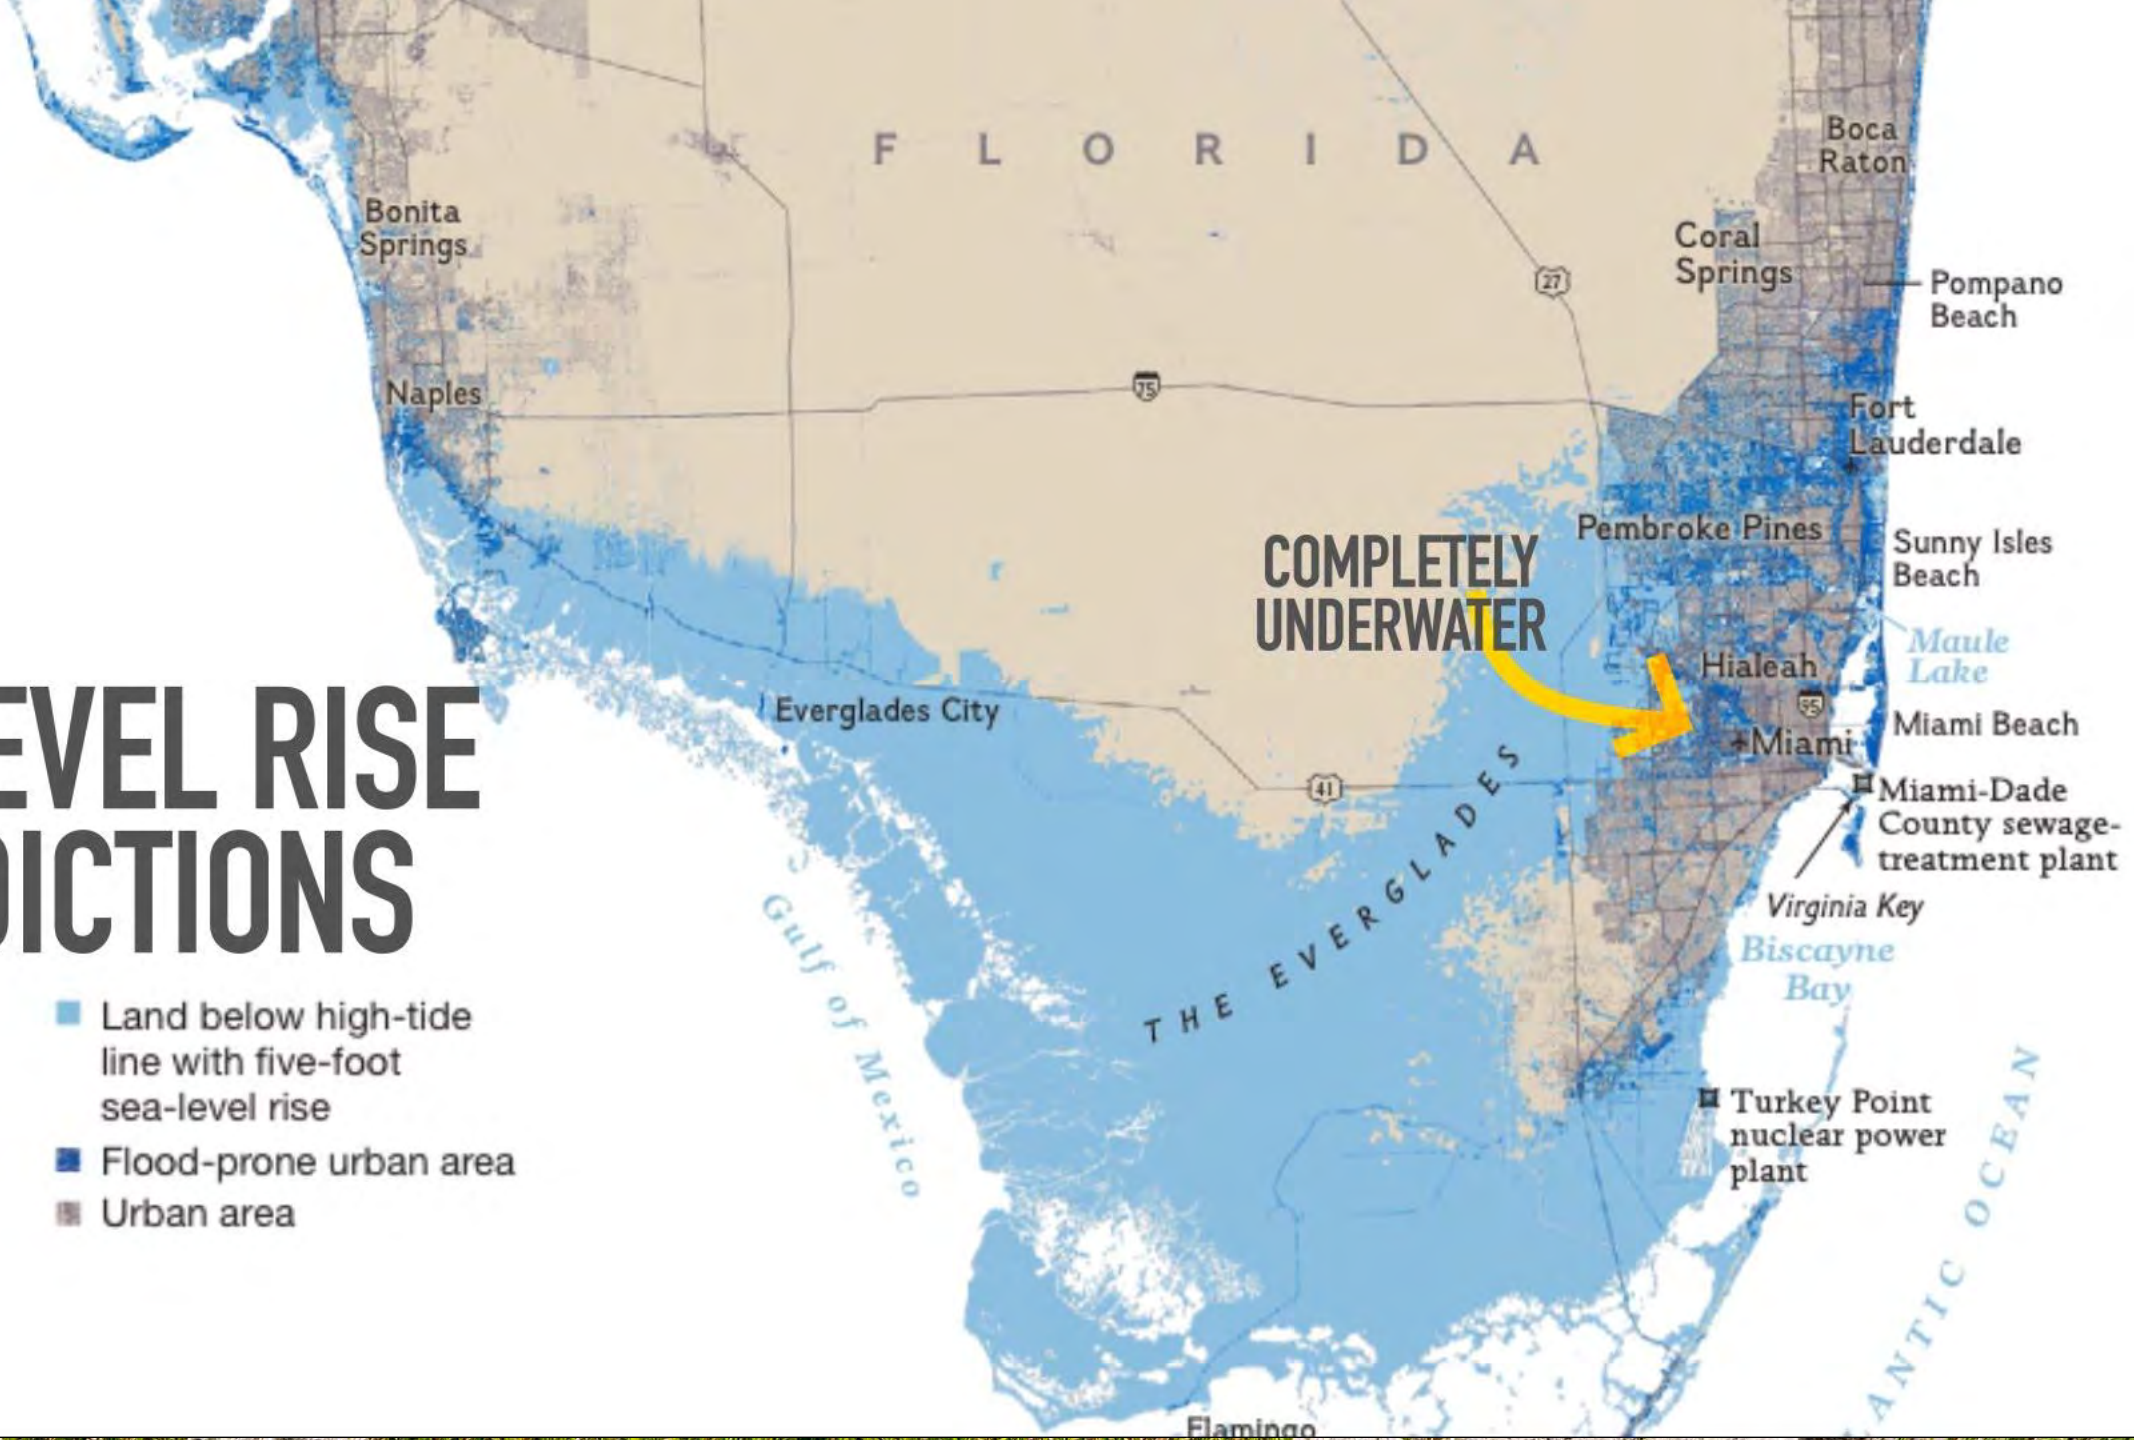 FLORIDA
Boca
Raton
Bonita
Springs
Coral
Springs
27
Pompano
Beach
75
Naples
Fort
Lauderdale
Pembroke Pines
COMPLETELY
UNDERWATER
Sunny Isles
Beach
Maule
Lake
Hialeah
95
Miami Beach
Miami
EVEL RISE
DICTIONS
Everglades City
41
THE EVERGLADES
Miami-Dade
County sewage-
treatment plant
Virginia Key
Biscayne
Bay
Gulf of Mexico
Land below high-tide
line with five-foot
sea-level rise
Flood-prone urban area
Urban area
Turkey Point
nuclear power
plant
ANTIC OCEAN
Flamingo